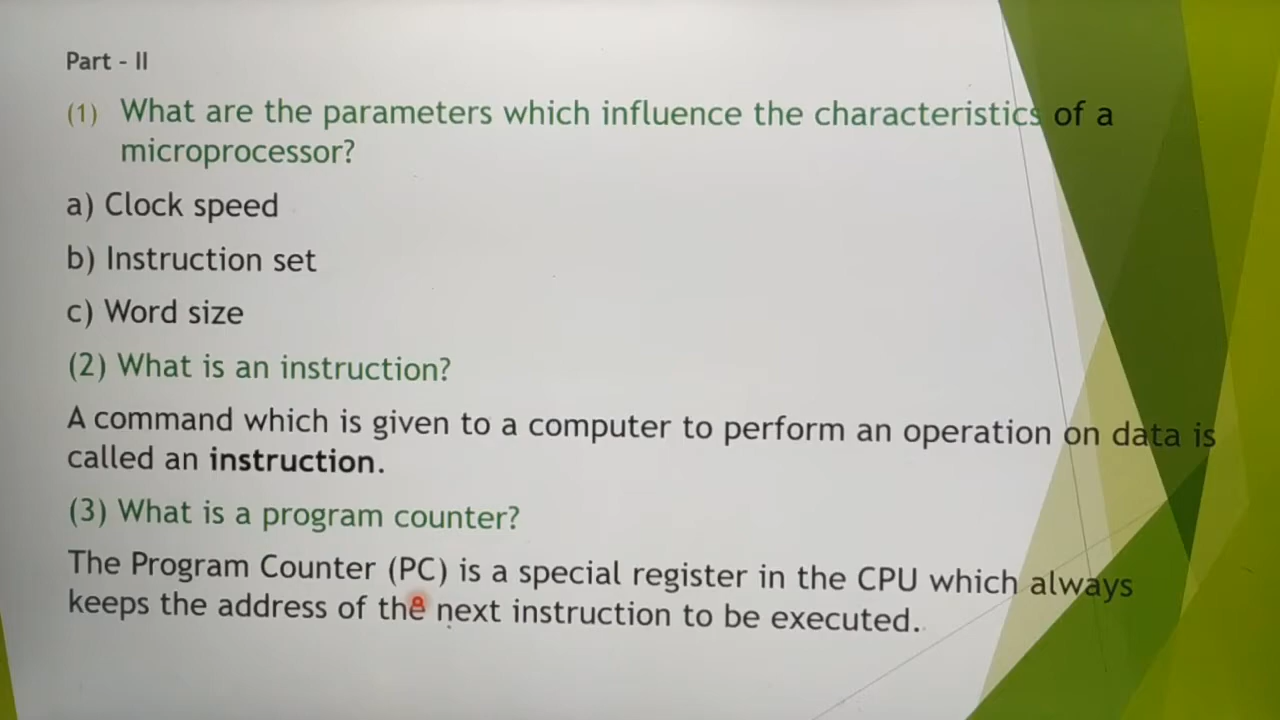 Part - II
(1) What are the parameters which influence the characteristics of a
microprocessor?
a) Clock speed
b) Instruction set
c) Word size
(2) What is an instruction?
A command which is given to a computer to perform an operation on data is
called an instruction.
(3) What is a program counter?
The Program Counter (PC) is a special register in the CPU which always
keeps the address of the next instruction to be executed.